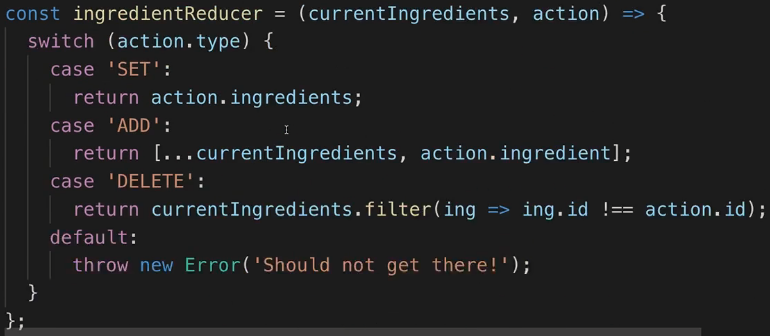 const ingredientReducer = (currentIngredients, action) => {
  switch (action.type) {
    case 'SET':
      return action.ingredients;
    case 'ADD':
      return [...currentIngredients, action.ingredient];
    case 'DELETE':
      return currentIngredients.filter(ing => ing.id !== action.id);
    default:
      throw new Error('Should not get there!');
  }
};